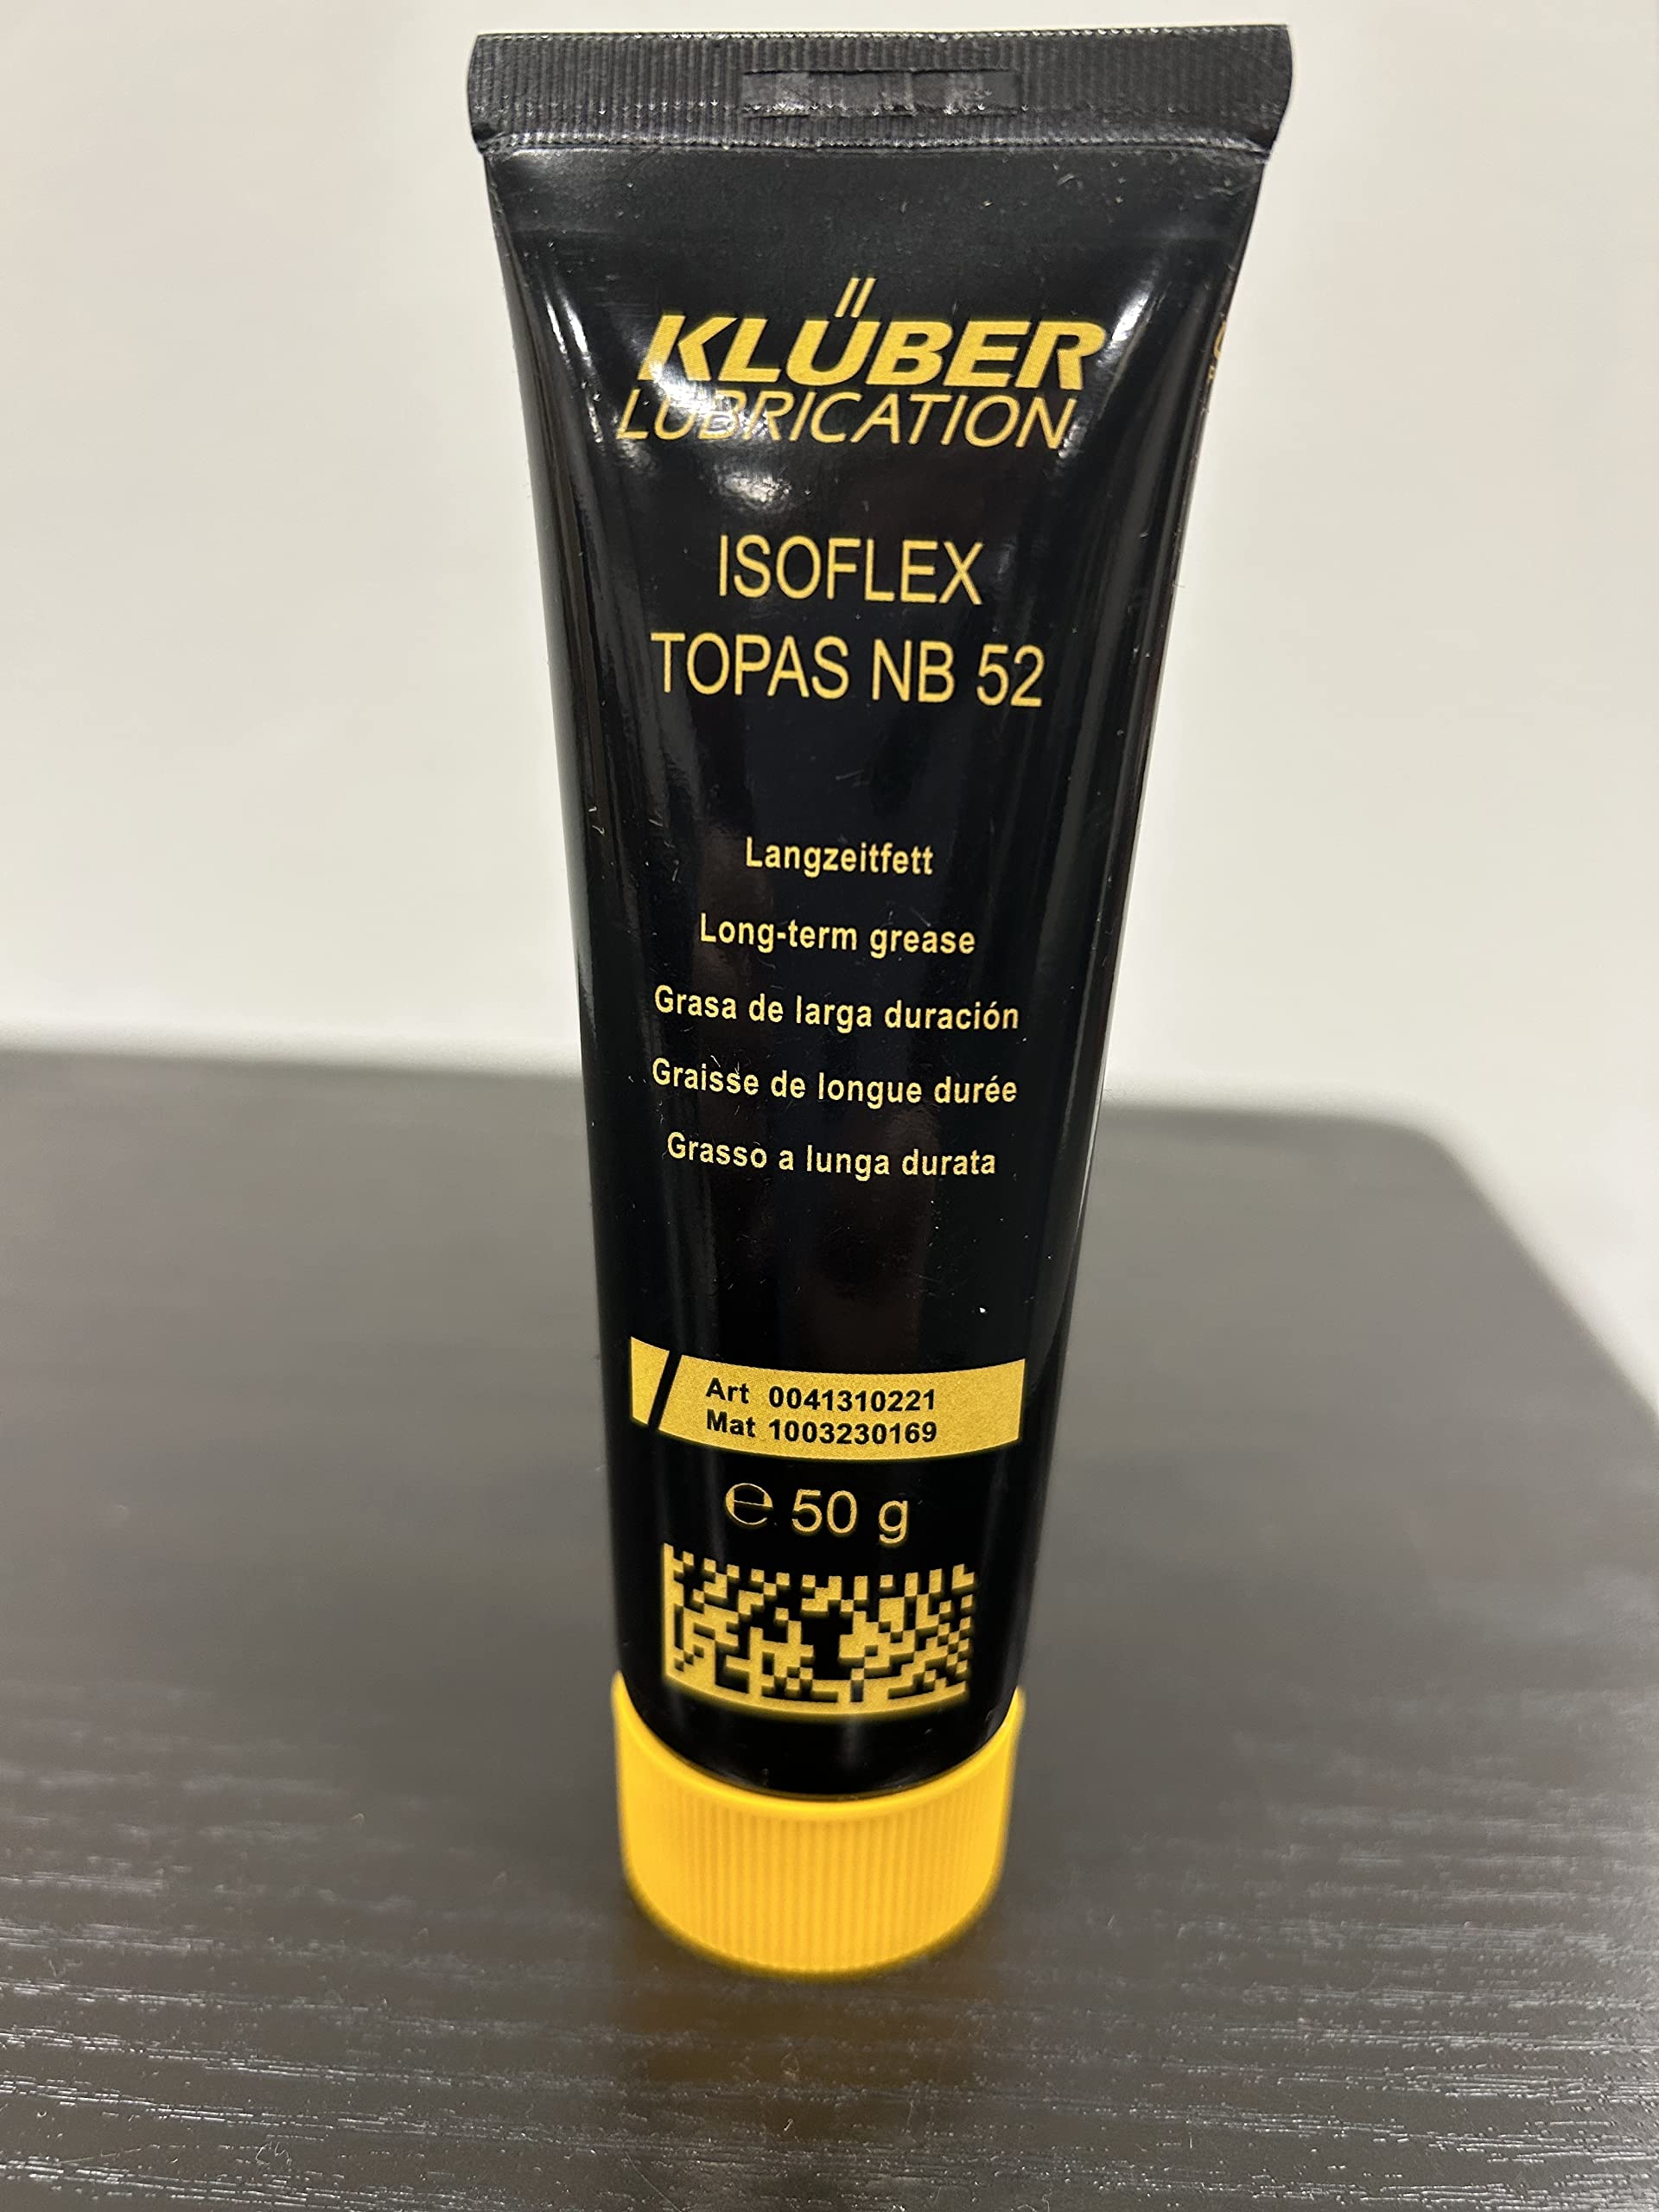 KLÜBER
LUBRICATION
ISOFLEX
TOPAS NB 52
Langzeitfett
Long-term grease
Grasa de larga duración
Graisse de longue durée
Grasso a lunga durata
Art 0041310221
Mat 1003230169
℮ 50 g